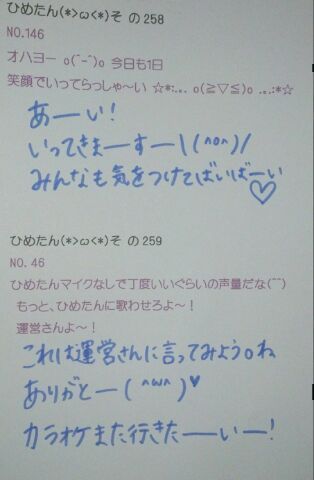 ひめたん(*>ω<*)そ の258
NO.146
オハヨー o(^-^)o 今日も1日
笑顔でいってらっしゃ～い ☆*:... o(≧▽≦)o ...:*☆
あーい！
いってきまーすー\(^o^)/
みんなも気をつけてばいばーい♡
ひめたん(*>ω<*)そ の259
NO. 46
ひめたんマイクなしで丁度いいぐらいの声量だな(⌒⌒)
もっと、ひめたんに歌わせろよ～！
運営さんよ～！
これは運営さんに言ってみようね
ありがとー(^ω^)♥
カラオケまた行きたーいー！